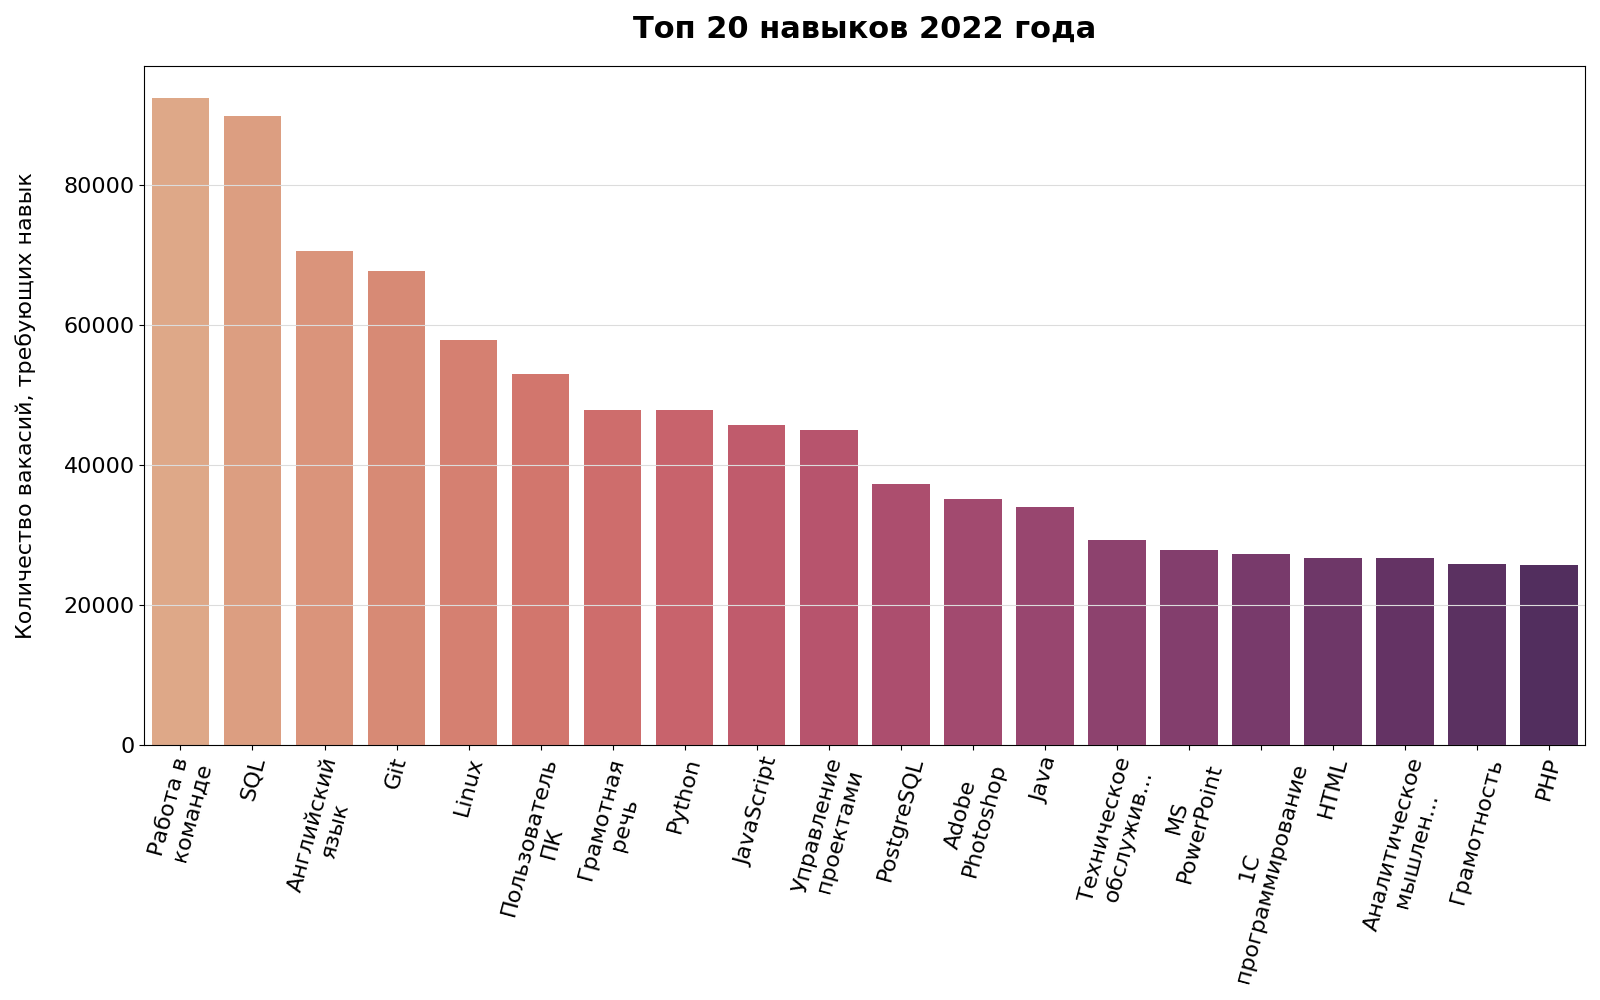 Топ 20 навыков 2022 года
Количество вакасий, требующих навык
80000
60000
40000
20000
0
Работа в
команде
SQL
Английский
язык
Git
Linux
Пользователь
ПК
Грамотная
речь
Python
JavaScript
Управление
проектами
PostgreSQL
Adobe
Photoshop
Java
Техническое
обслужив...
MS
PowerPoint
1С
программирование
HTML
Аналитическое
мышлен...
Грамотность
PHP